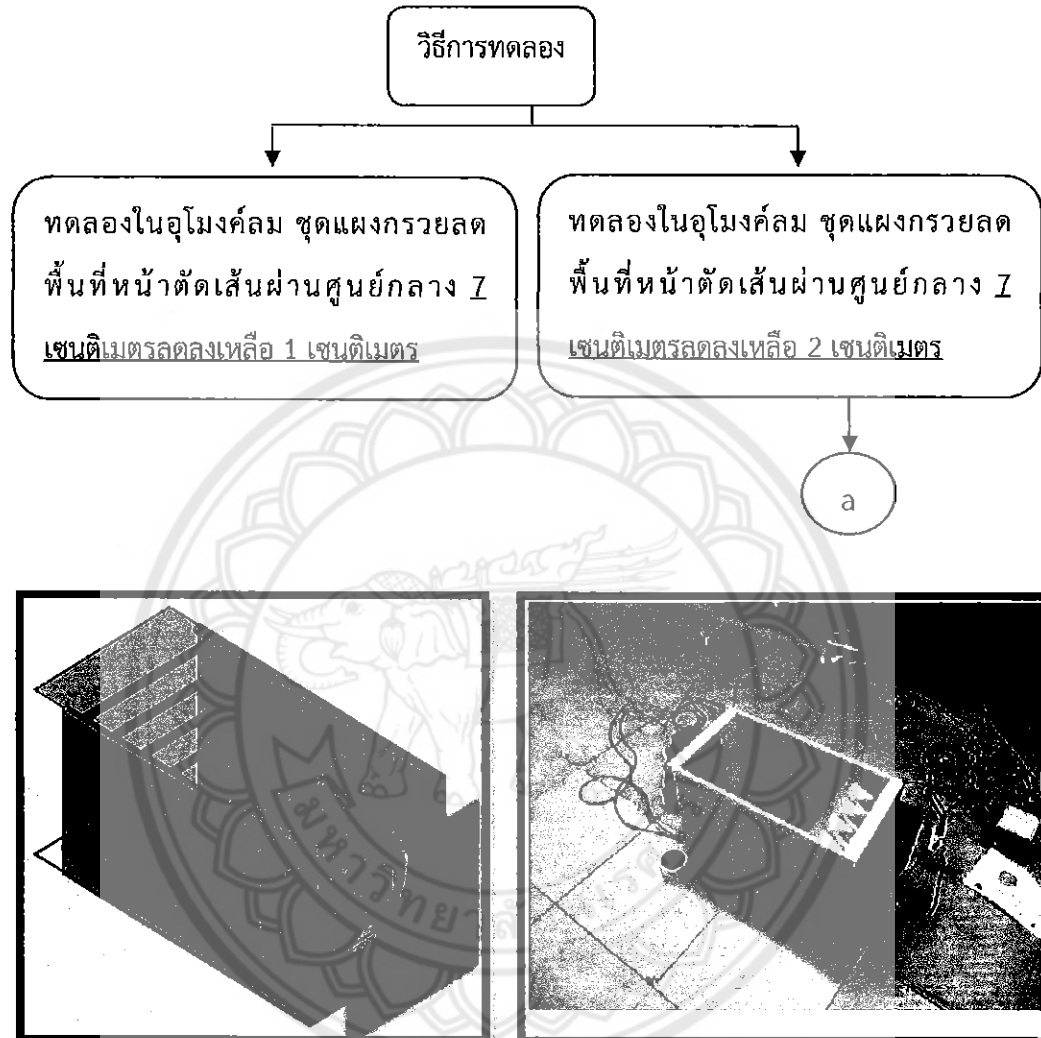 วิธีการทดลอง
ทดลองในอุโมงค์ลม ชุดแผงกรวยลด
พื้นที่หน้าตัดเส้นผ่านศูนย์กลาง 7
เซนติเมตรลดลงเหลือ 1 เซนติเมตร
ทดลองในอุโมงค์ลม ชุดแผงกรวยลด
พื้นที่หน้าตัดเส้นผ่านศูนย์กลาง 7
เซนติเมตรลดลงเหลือ 2 เซนติเมตร
a